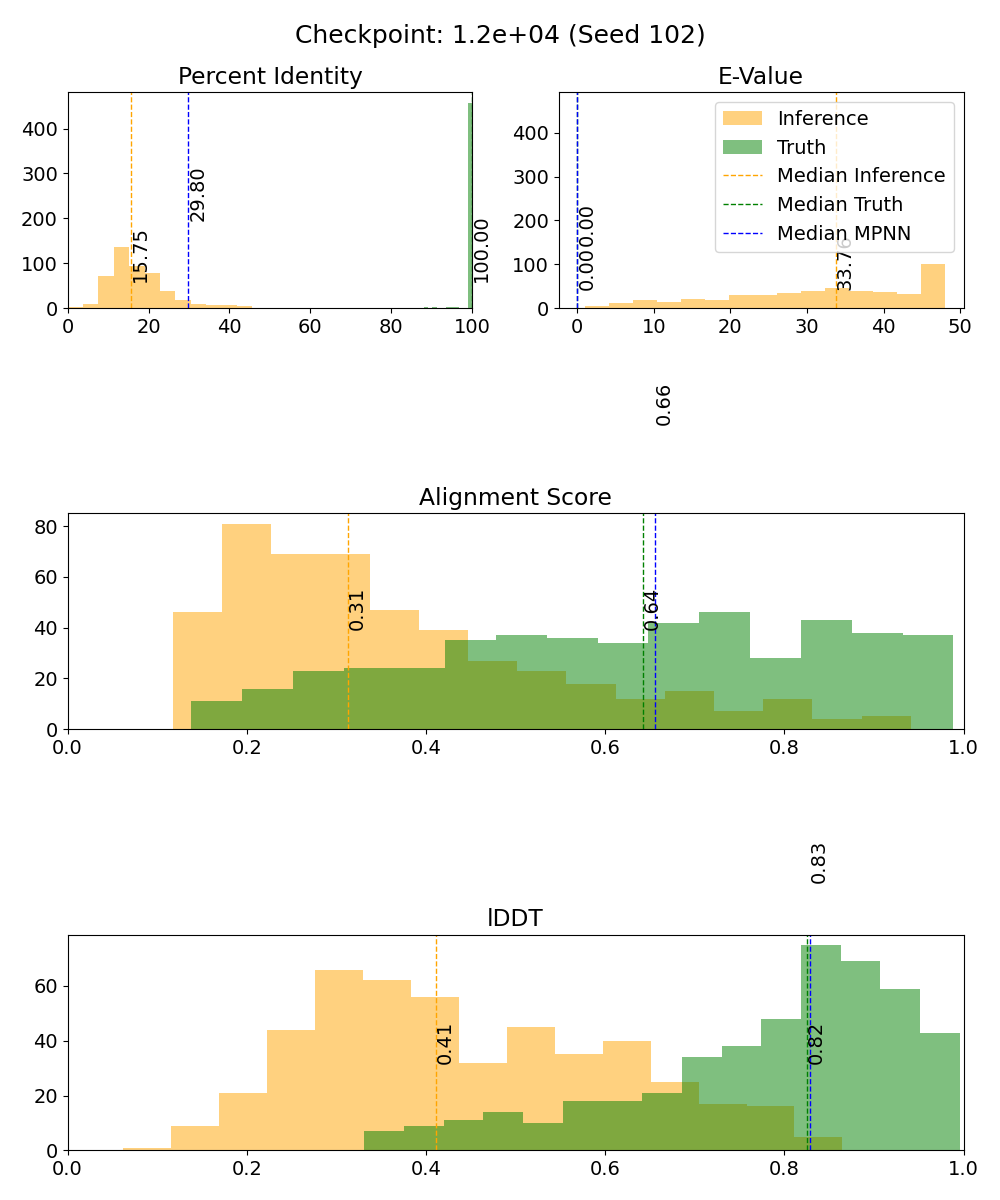 Checkpoint: 1.2e+04 (Seed 102)
Percent Identity
400
300
200
100
0
0 20 40 60 80 100
15.75
29.80
100.00
E-Value
400
300
200
100
0
0 10 20 30 40 50
0.00
0.00
33.76
Inference
Truth
Median Inference
Median Truth
Median MPNN
0.66
Alignment Score
80
60
40
20
0
0.0 0.2 0.4 0.6 0.8 1.0
0.31
0.64
0.83
lDDT
60
40
20
0
0.0 0.2 0.4 0.6 0.8 1.0
0.41
0.82